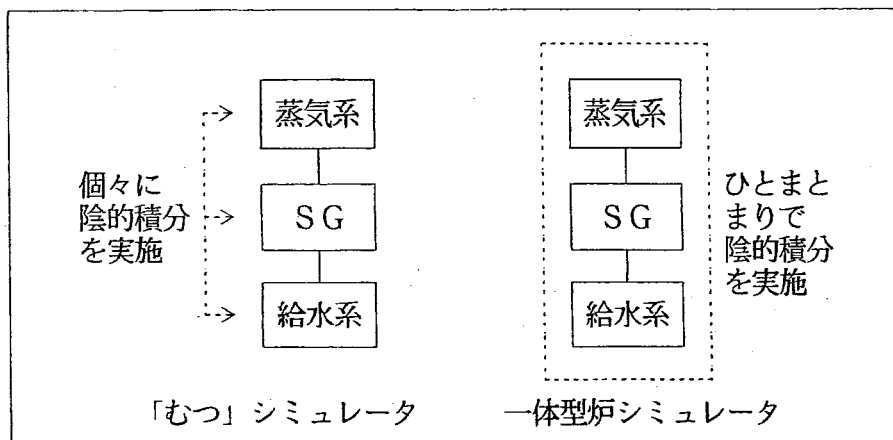 蒸気系
SG
給水系
個々に
陰的積分
を実施
「むつ」シミュレータ
蒸気系
SG
給水系
ひとまと
まりで
陰的積分
を実施
一体型炉シミュレータ